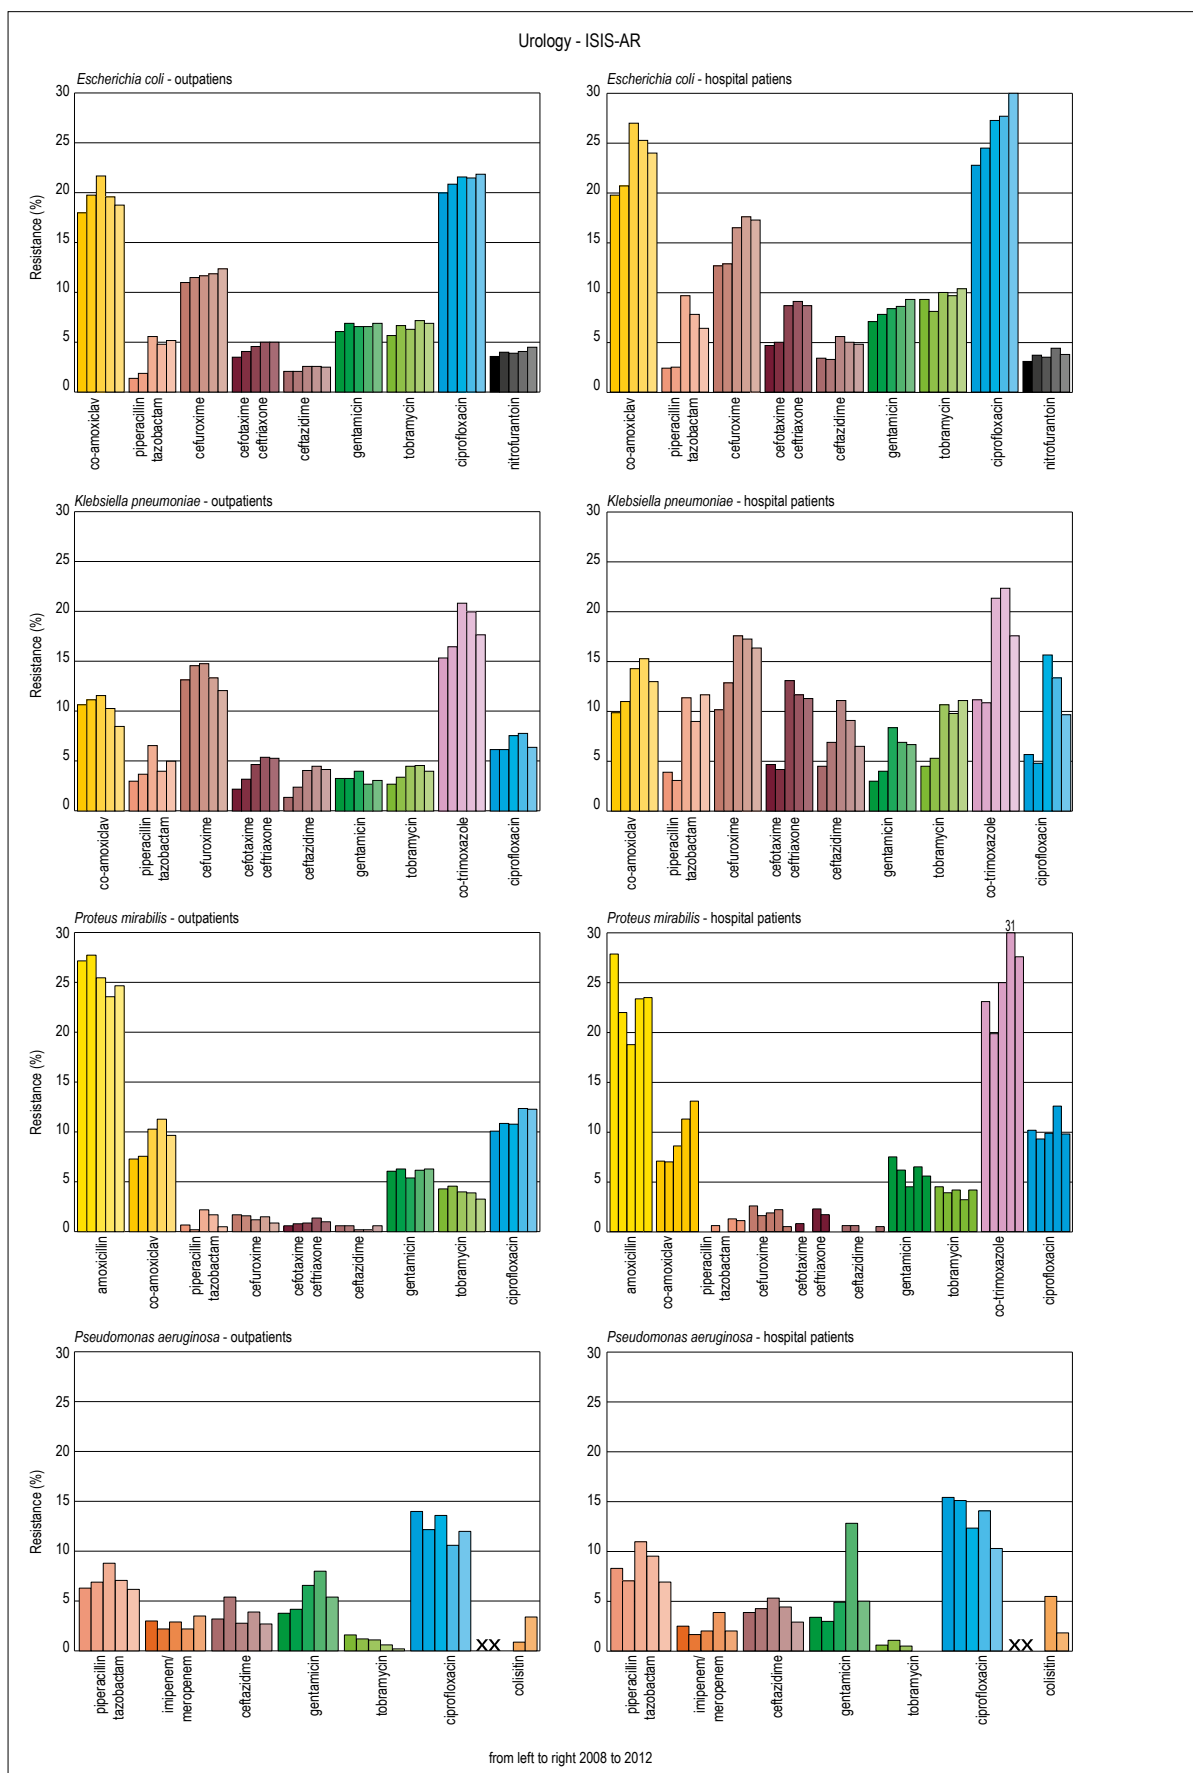 Urology - ISIS-AR
Escherichia coli - outpatiens
Resistance (%)
30
25
20
15
10
5
0
co-amoxiclav
piperacillin
tazobactam
cefuroxime
cefotaxime
ceftriaxone
ceftazidime
gentamicin
tobramycin
ciprofloxacin
nitrofurantoin
Escherichia coli - hospital patiens
30
25
20
15
10
5
0
co-amoxiclav
piperacillin
tazobactam
cefuroxime
cefotaxime
ceftriaxone
ceftazidime
gentamicin
tobramycin
ciprofloxacin
nitrofurantoin
Klebsiella pneumoniae - outpatients
Resistance (%)
30
25
20
15
10
5
0
co-amoxiclav
piperacillin
tazobactam
cefuroxime
cefotaxime
ceftriaxone
ceftazidime
gentamicin
tobramycin
co-trimoxazole
ciprofloxacin
Klebsiella pneumoniae - hospital patients
30
25
20
15
10
5
0
co-amoxiclav
piperacillin
tazobactam
cefuroxime
cefotaxime
ceftriaxone
ceftazidime
gentamicin
tobramycin
co-trimoxazole
ciprofloxacin
Proteus mirabilis - outpatients
Resistance (%)
30
25
20
15
10
5
0
amoxicillin
co-amoxiclav
piperacillin
tazobactam
cefuroxime
cefotaxime
ceftriaxone
ceftazidime
gentamicin
tobramycin
ciprofloxacin
Proteus mirabilis - hospital patients
31
30
25
20
15
10
5
0
amoxicillin
co-amoxiclav
piperacillin
tazobactam
cefuroxime
cefotaxime
ceftriaxone
ceftazidime
gentamicin
tobramycin
co-trimoxazole
ciprofloxacin
Pseudomonas aeruginosa - outpatients
Resistance (%)
30
25
20
15
10
5
0
XX
piperacillin
tazobactam
imipenem/
meropenem
ceftazidime
gentamicin
tobramycin
ciprofloxacin
colisitin
Pseudomonas aeruginosa - hospital patients
30
25
20
15
10
5
0
XX
piperacillin
tazobactam
imipenem/
meropenem
ceftazidime
gentamicin
tobramycin
ciprofloxacin
colisitin
from left to right 2008 to 2012